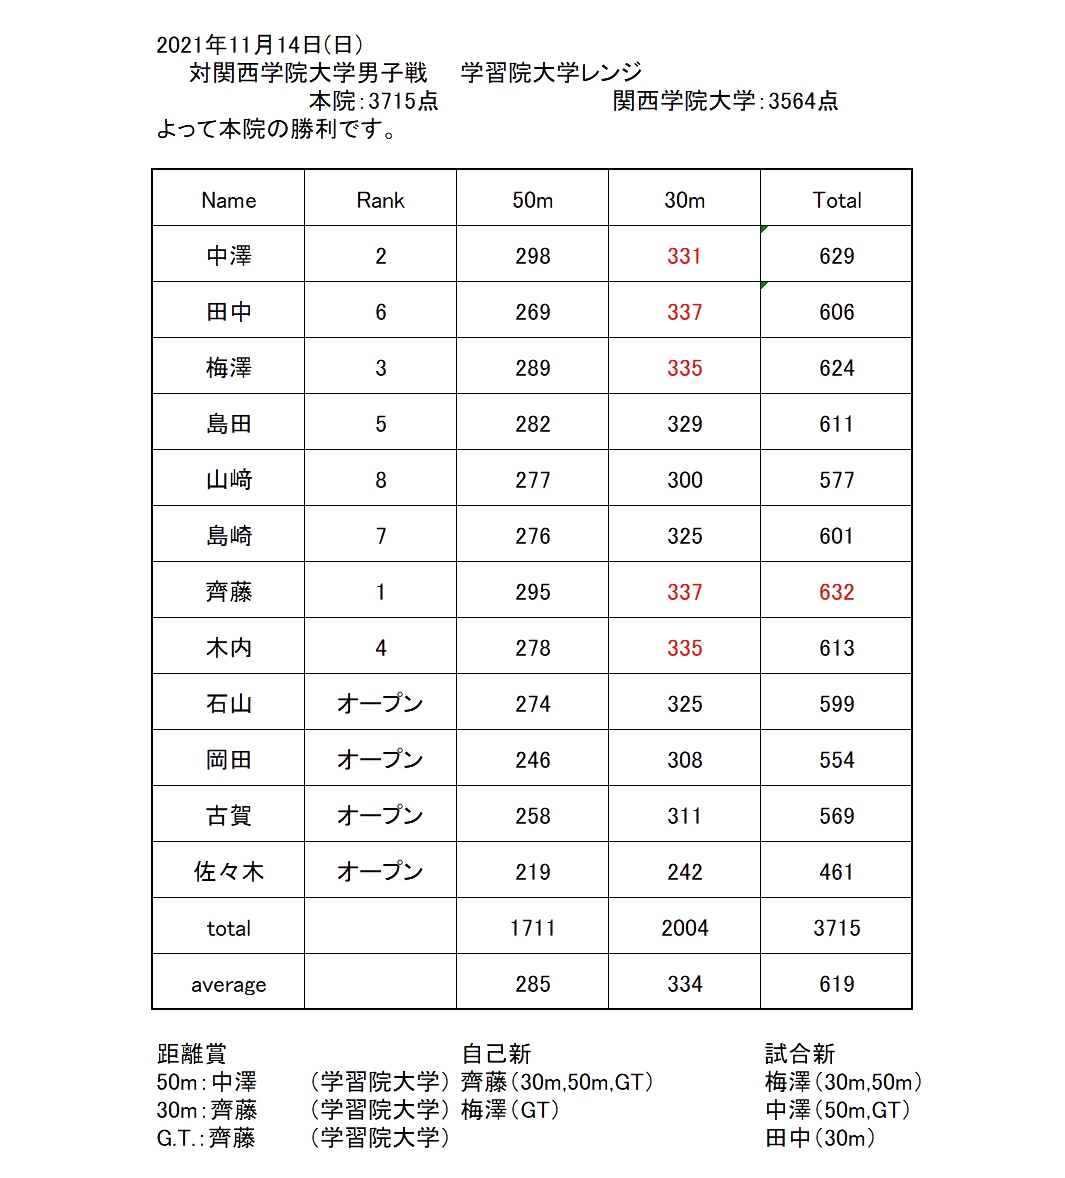 2021年11月14日(日)
対関西学院大学男子戦 学習院大学レンジ
本院：3715点 関西学院大学：3564点
よって本院の勝利です。
Name Rank 50m 30m Total
中澤 2 298 331 629
田中 6 269 337 606
梅澤 3 289 335 624
島田 5 282 329 611
山﨑 8 277 300 577
島崎 7 276 325 601
齊藤 1 295 337 632
木内 4 278 335 613
石山 オープン 274 325 599
岡田 オープン 246 308 554
古賀 オープン 258 311 569
佐々木 オープン 219 242 461
total 1711 2004 3715
average 285 334 619
距離賞 自己新 試合新
50m：中澤 （学習院大学） 齊藤（30m,50m,GT） 梅澤（30m,50m）
30m：齊藤 （学習院大学） 梅澤（GT） 中澤（50m,GT）
G.T.：齊藤 （学習院大学） 田中（30m）